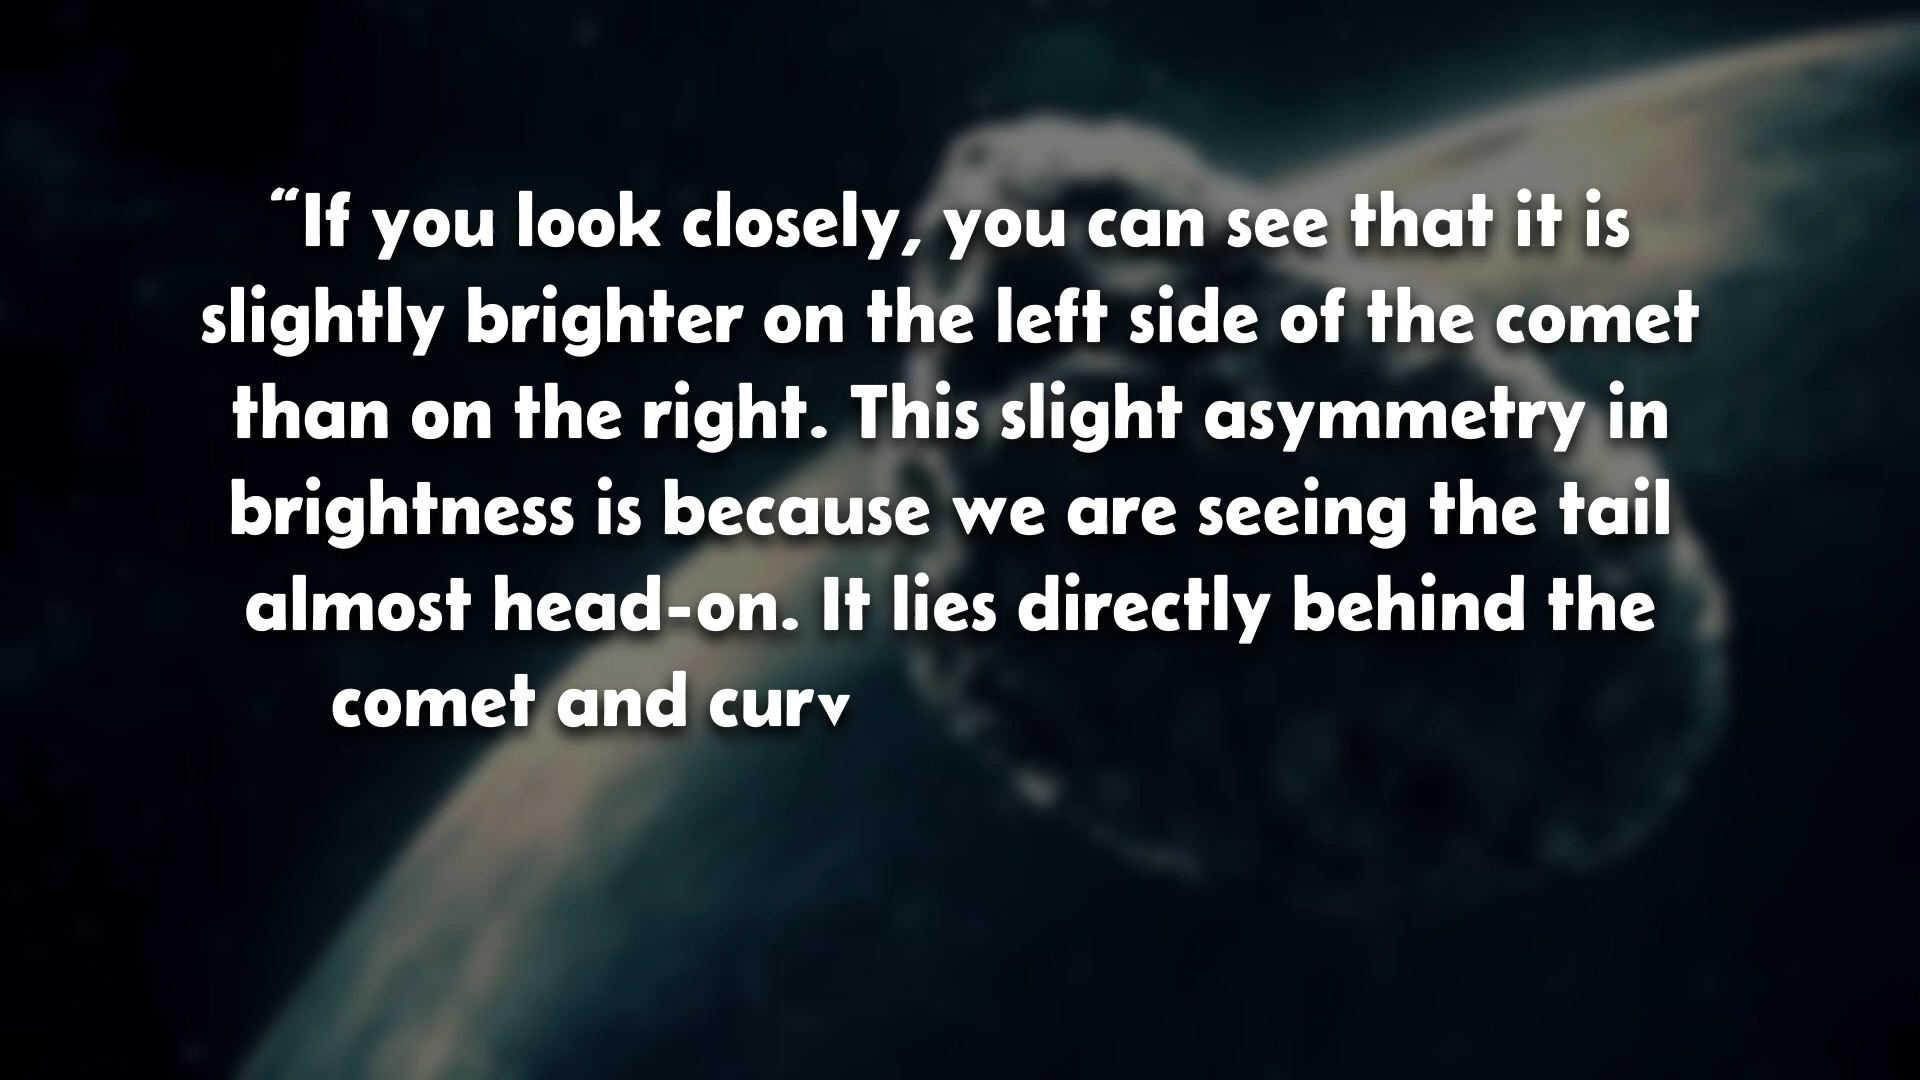 “If you look closely, you can see that it is
slightly brighter on the left side of the comet
than on the right. This slight asymmetry in
brightness is because we are seeing the tail
almost head-on. It lies directly behind the
comet and curv